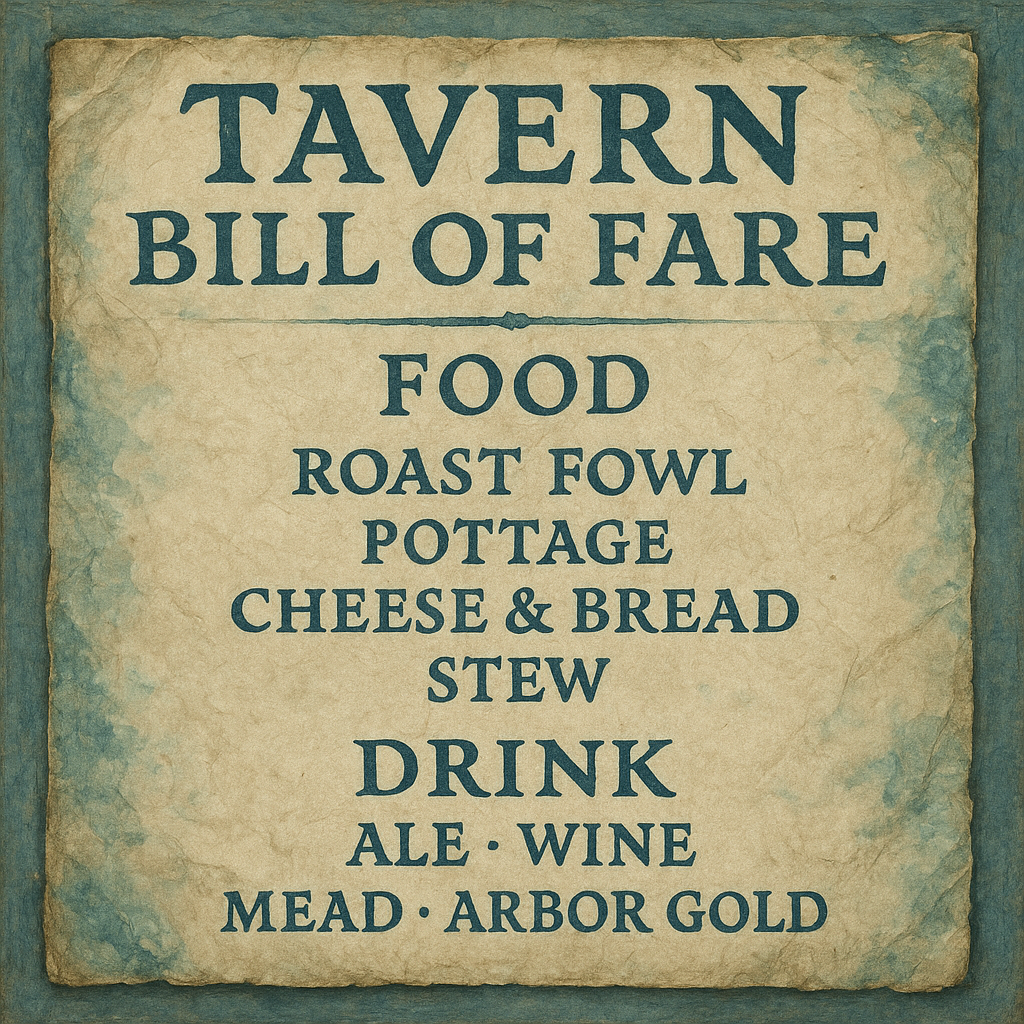 TAVERN
BILL OF FARE
FOOD
ROAST FOWL
POTTAGE
CHEESE & BREAD
STEW
DRINK
ALE · WINE
MEAD · ARBOR GOLD